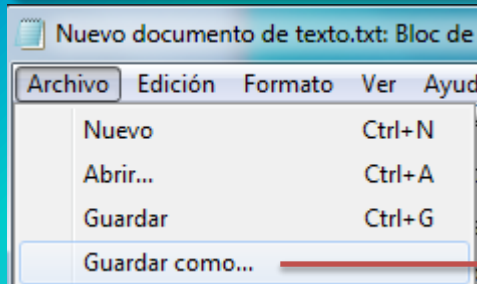 Nuevo documento de texto.txt: Bloc de
Archivo Edición Formato Ver Ayud
Nuevo Ctrl+N
Abrir... Ctrl+A
Guardar Ctrl+G
Guardar como...